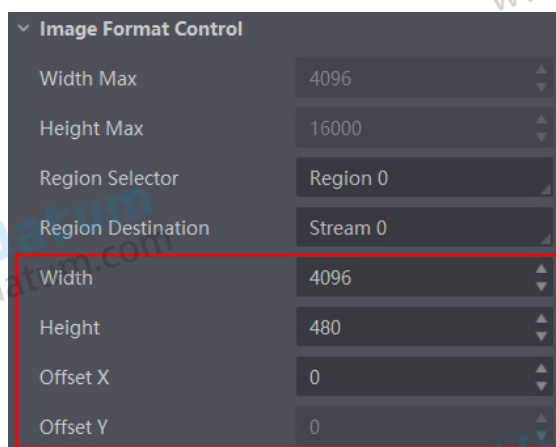 Image Format Control
Width Max 4096
Height Max 16000
Region Selector Region 0
Region Destination Stream 0
Width 4096
Height 480
Offset X 0
Offset Y 0